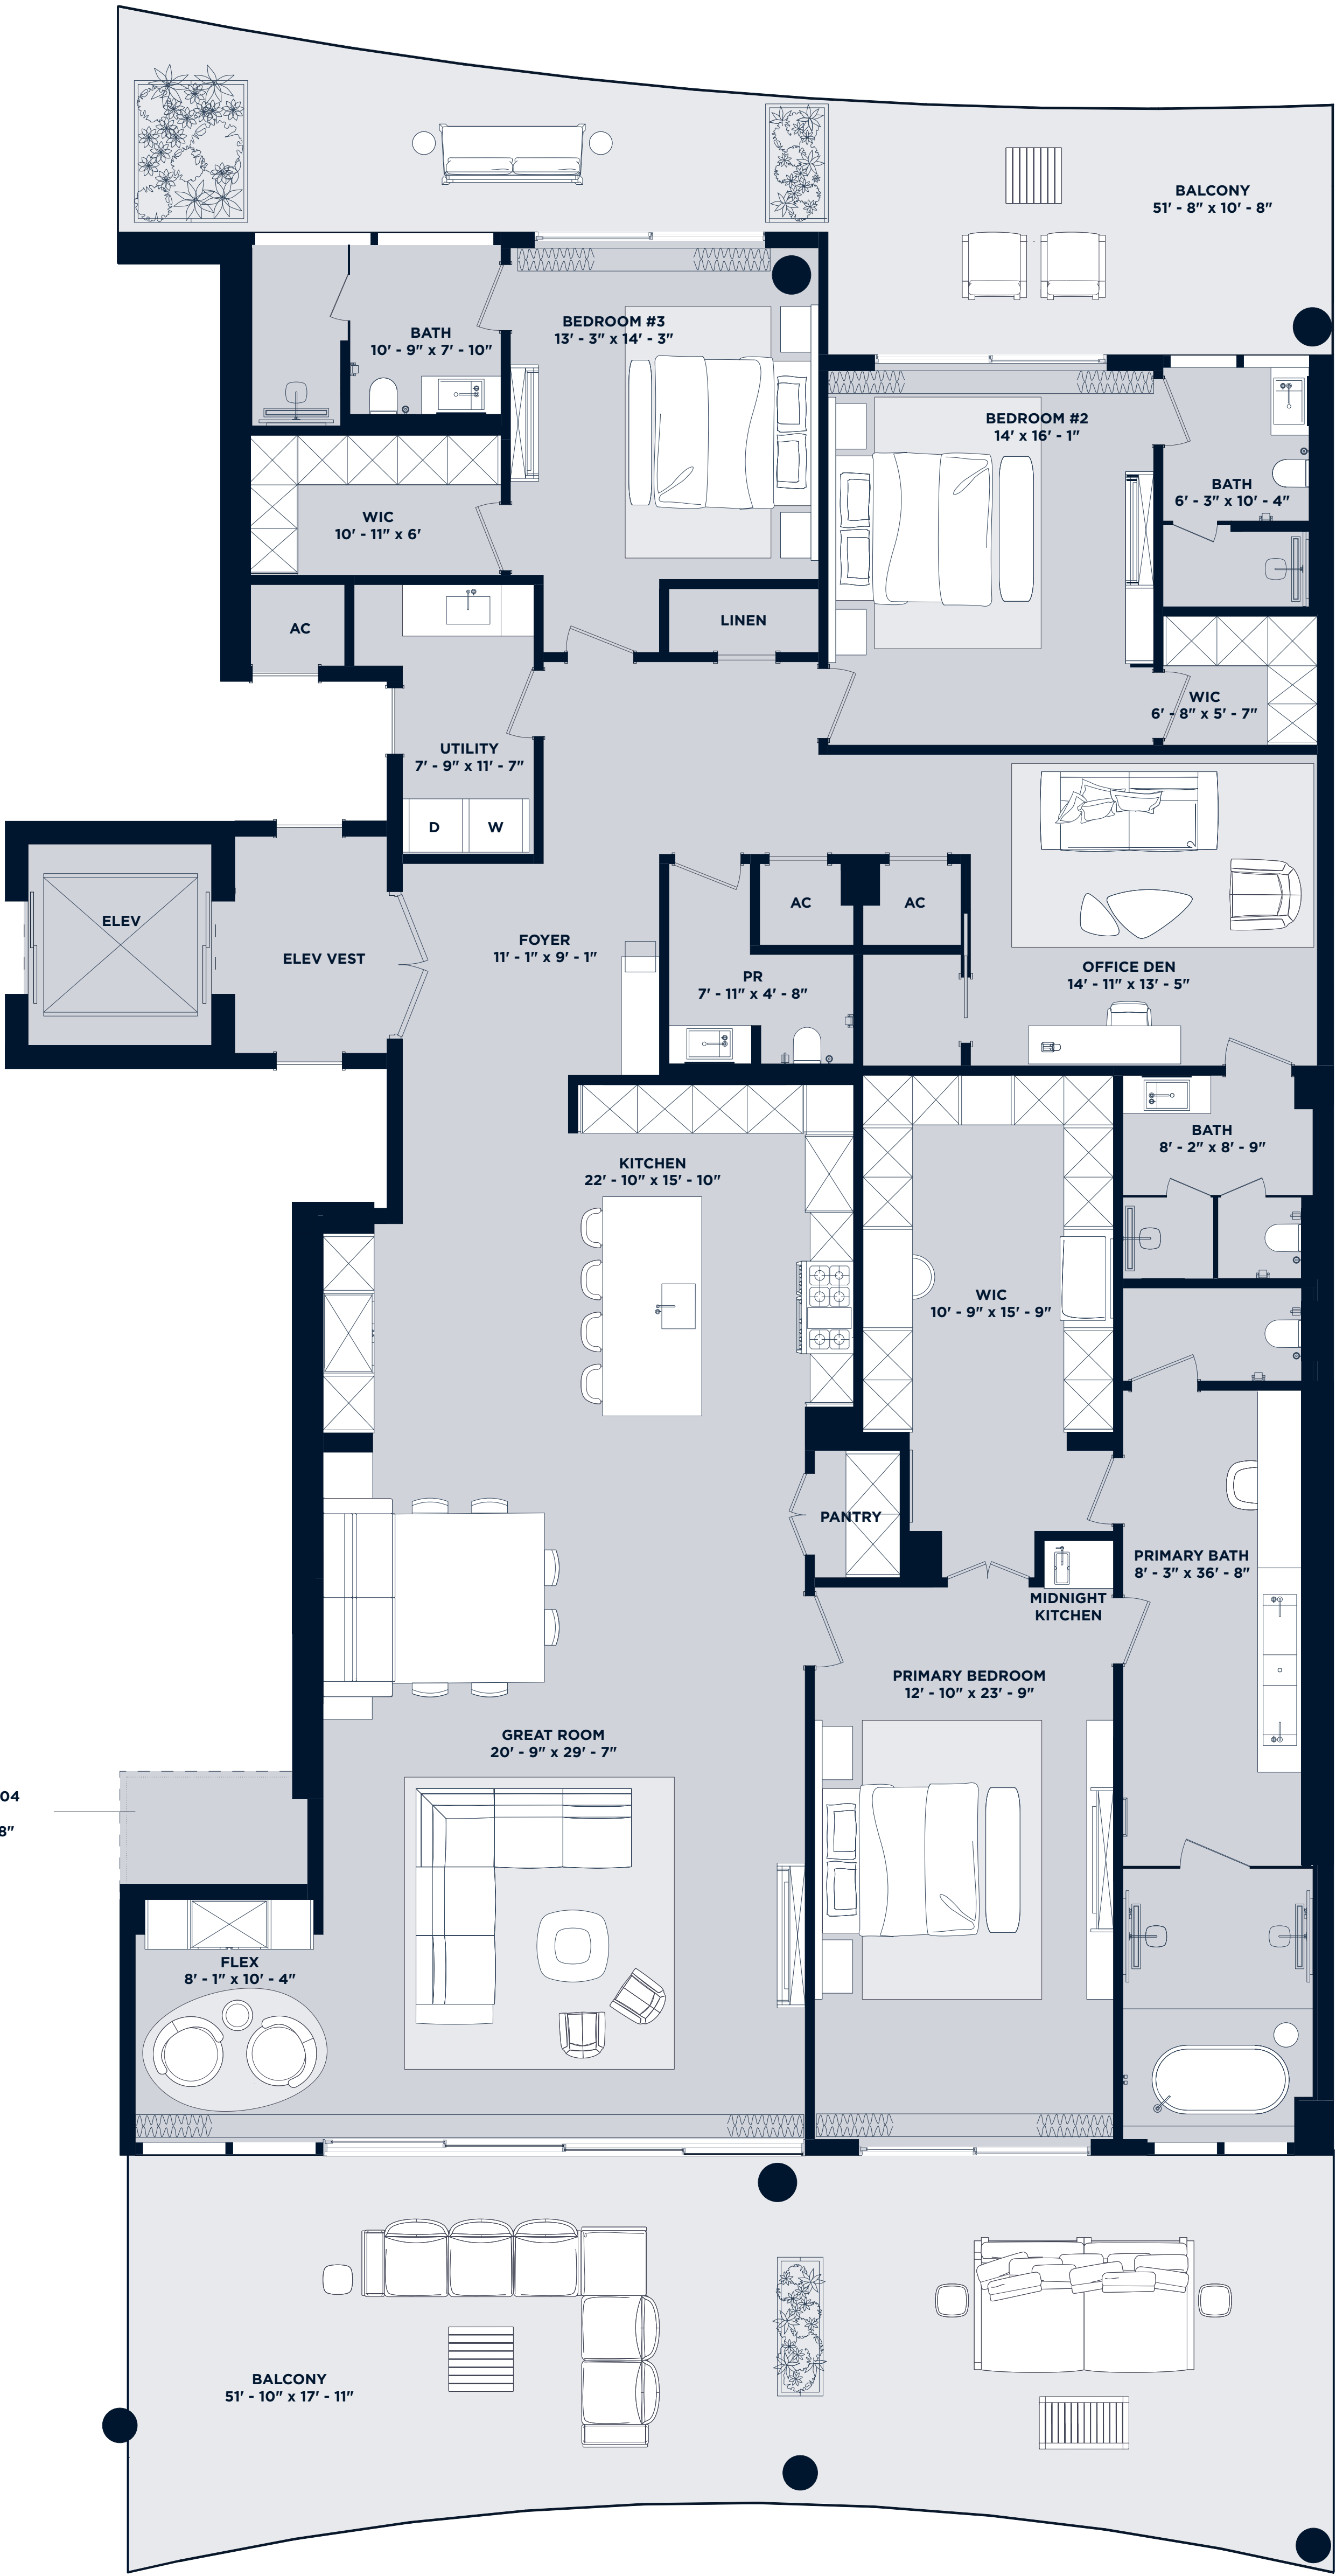 BALCONY
51' - 8" x 10' - 8"
BATH
10' - 9" x 7' - 10"
BEDROOM #3
13' - 3" x 14' - 3"
BEDROOM #2
14' x 16' - 1"
BATH
6' - 3" x 10' - 4"
WIC
10' - 11" x 6'
AC
LINEN
WIC
6' - 8" x 5' - 7"
UTILITY
7' - 9" x 11' - 7"
D
W
ELEV
ELEV VEST
FOYER
11' - 1" x 9' - 1"
AC
AC
PR
7' - 11" x 4' - 8"
OFFICE DEN
14' - 11" x 13' - 5"
KITCHEN
22' - 10" x 15' - 10"
BATH
8' - 2" x 8' - 9"
WIC
10' - 9" x 15' - 9"
PANTRY
PRIMARY BATH
8' - 3" x 36' - 8"
MIDNIGHT
KITCHEN
PRIMARY BEDROOM
12' - 10" x 23' - 9"
GREAT ROOM
20' - 9" x 29' - 7"
04
8"
FLEX
8' - 1" x 10' - 4"
BALCONY
51' - 10" x 17' - 11"